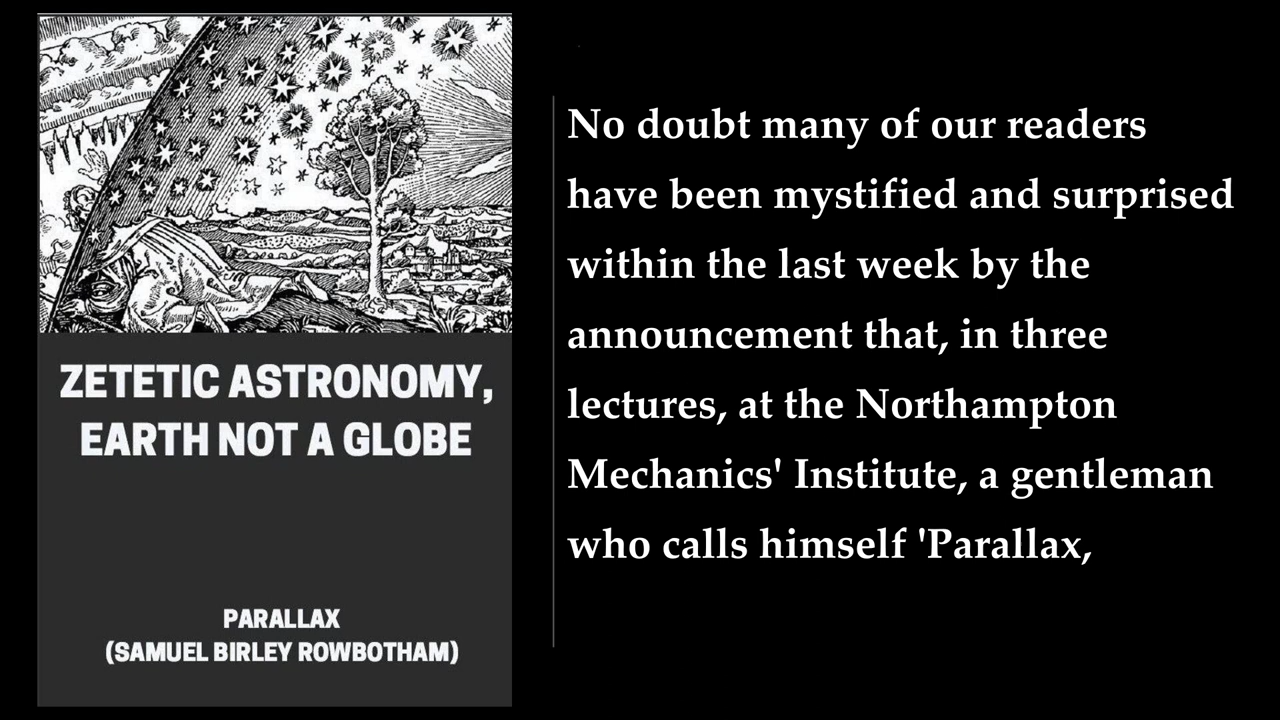 ZETETIC ASTRONOMY,
EARTH NOT A GLOBE
PARALLAX
(SAMUEL BIRLEY ROWBOTHAM)
No doubt many of our readers
have been mystified and surprised
within the last week by the
announcement that, in three
lectures, at the Northampton
Mechanics' Institute, a gentleman
who calls himself 'Parallax,